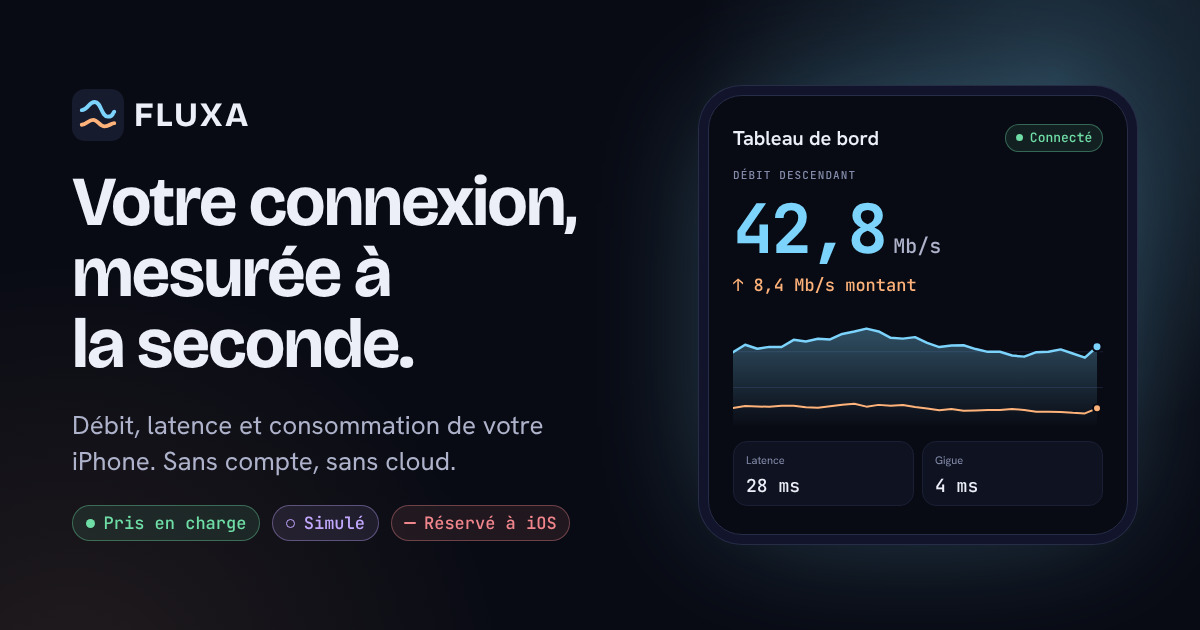 FLUXA
Votre connexion,
mesurée à
la seconde.
Débit, latence et consommation de votre
iPhone. Sans compte, sans cloud.
Pris en charge
Simulé
Réservé à iOS
Tableau de bord
Connecté
DÉBIT DESCENDANT
42,8 Mb/s
↑ 8,4 Mb/s montant
Latence
28 ms
Gigue
4 ms